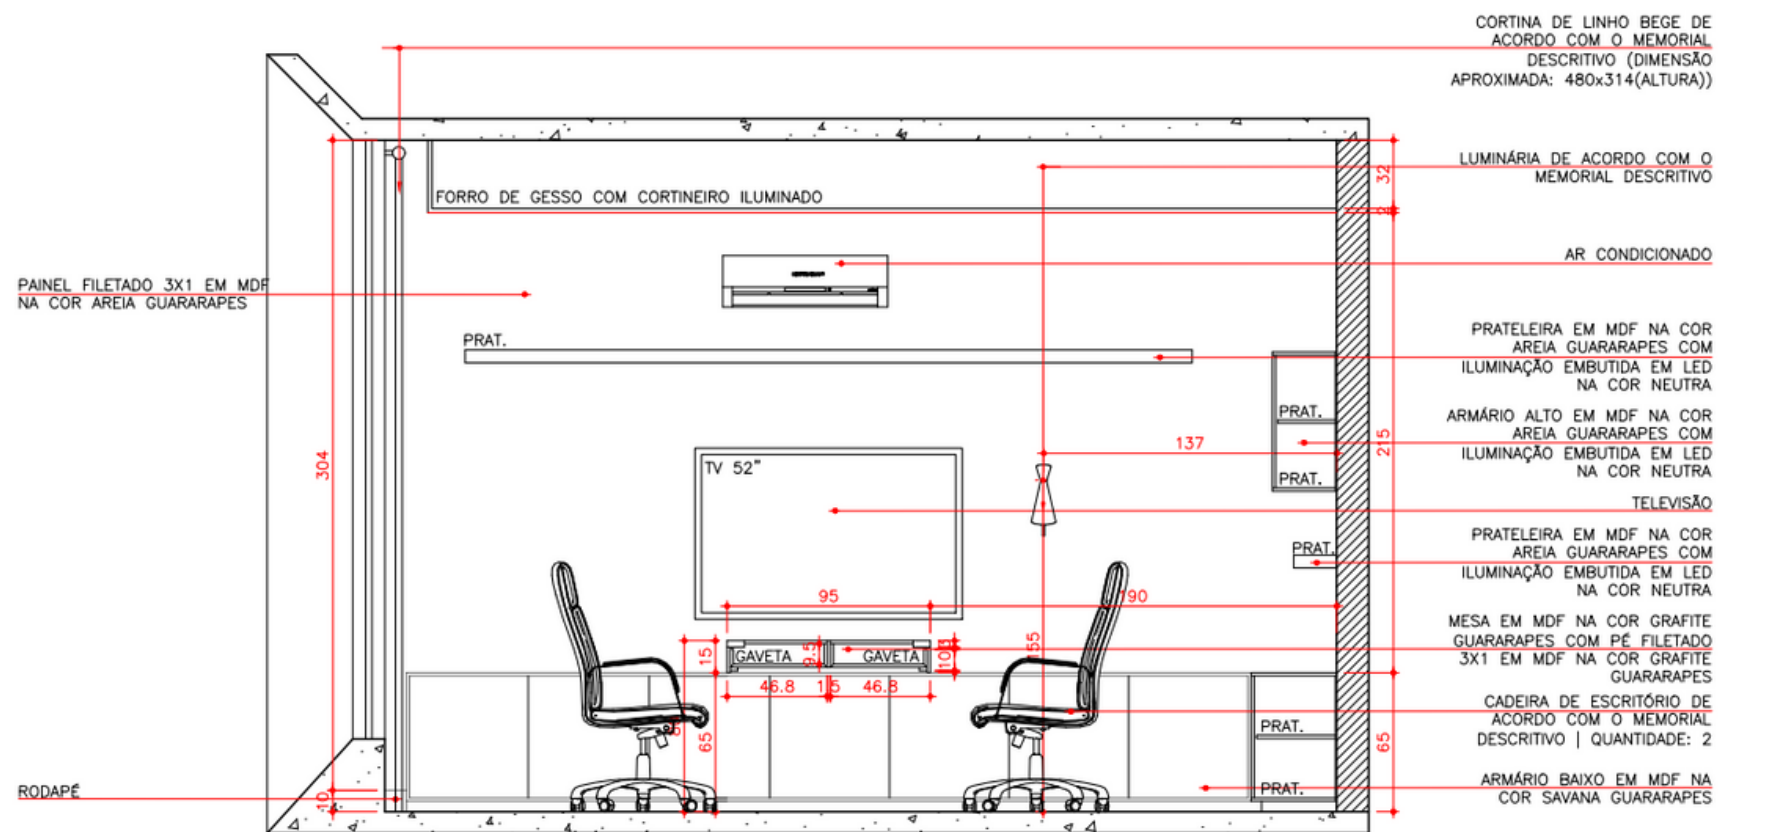 CORTINA DE LINHO BEGE DE
ACORDO COM O MEMORIAL
DESCRITIVO (DIMENSÃO
APROXIMADA: 480x314(ALTURA))
LUMINÁRIA DE ACORDO COM O
MEMORIAL DESCRITIVO
32
2
FORRO DE GESSO COM CORTINEIRO ILUMINADO
AR CONDICIONADO
PAINEL FILETADO 3X1 EM MDF
NA COR AREIA GUARARAPES
PRAT.
PRATELEIRA EM MDF NA COR
AREIA GUARARAPES COM
ILUMINAÇÃO EMBUTIDA EM LED
NA COR NEUTRA
PRAT.
PRAT.
ARMÁRIO ALTO EM MDF NA COR
AREIA GUARARAPES COM
ILUMINAÇÃO EMBUTIDA EM LED
NA COR NEUTRA
304
137
215
TV 52"
TELEVISÃO
PRAT.
PRATELEIRA EM MDF NA COR
AREIA GUARARAPES COM
ILUMINAÇÃO EMBUTIDA EM LED
NA COR NEUTRA
95
190
155
MESA EM MDF NA COR GRAFITE
GUARARAPES COM PÉ FILETADO
3X1 EM MDF NA COR GRAFITE
GUARARAPES
15
GAVETA
9.5
GAVETA
46.8
1.5
46.8
CADEIRA DE ESCRITÓRIO DE
ACORDO COM O MEMORIAL
DESCRITIVO | QUANTIDADE: 2
65
PRAT.
65
PRAT.
ARMÁRIO BAIXO EM MDF NA
COR SAVANA GUARARAPES
RODAPÉ
10